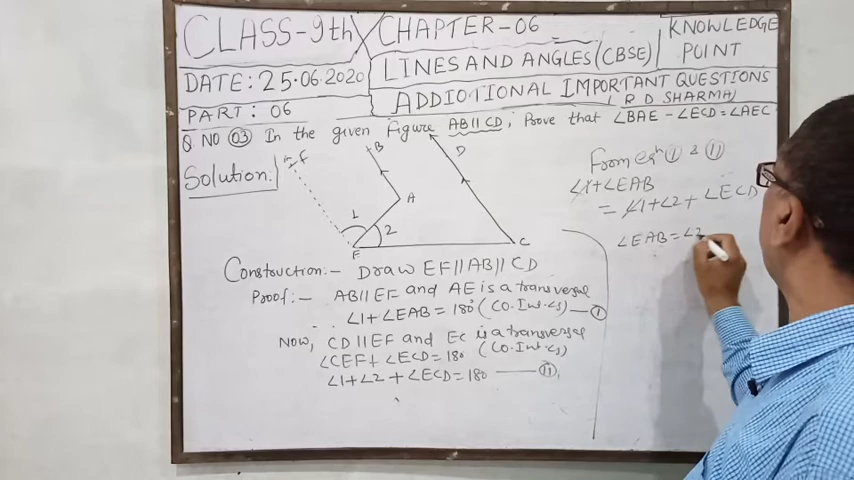 CLASS-9th
CHAPTER-06
KNOWLEDGE POINT
LINES AND ANGLES (CBSE)
DATE: 25.06.2020
ADDIOTIONAL IMPORTANT QUESTIONS
(R D SHARMA)
PART: 06
Q NO 03 In the given Figure AB||CD, Prove that ∠BAE - ∠ECD = ∠AEC
Solution:
F
B
D
A
1
2
E
C
Construction:- Draw EF||AB||CD
Proof:- AB||EF and AE is a transversal
∠1+∠EAB = 180° (CO.Int.∠s) — (I)
Now, CD||EF and EC is a transversal
∠CEF + ∠ECD = 180 (CO.Int.∠s)
∠1+∠2 + ∠ECD = 180 — (II)
From eqn (I) & (II)
∠1+∠EAB
= ∠1+∠2 + ∠ECD
∠EAB = ∠2